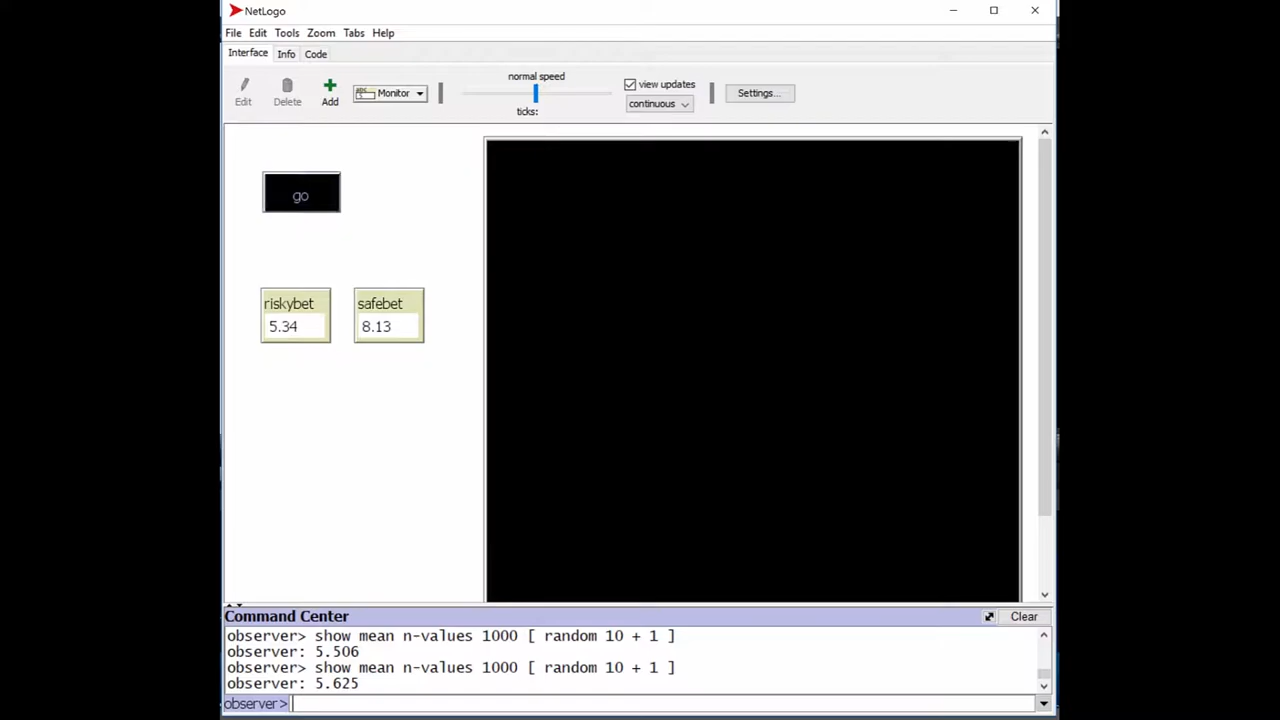 NetLogo
File Edit Tools Zoom Tabs Help
Interface Info Code
normal speed
Edit Delete Add Monitor view updates
ticks: continuous Settings...
go
riskybet safebet
5.34 8.13
Command Center Clear
observer> show mean n-values 1000 [ random 10 + 1 ]
observer: 5.506
observer> show mean n-values 1000 [ random 10 + 1 ]
observer: 5.625
observer>